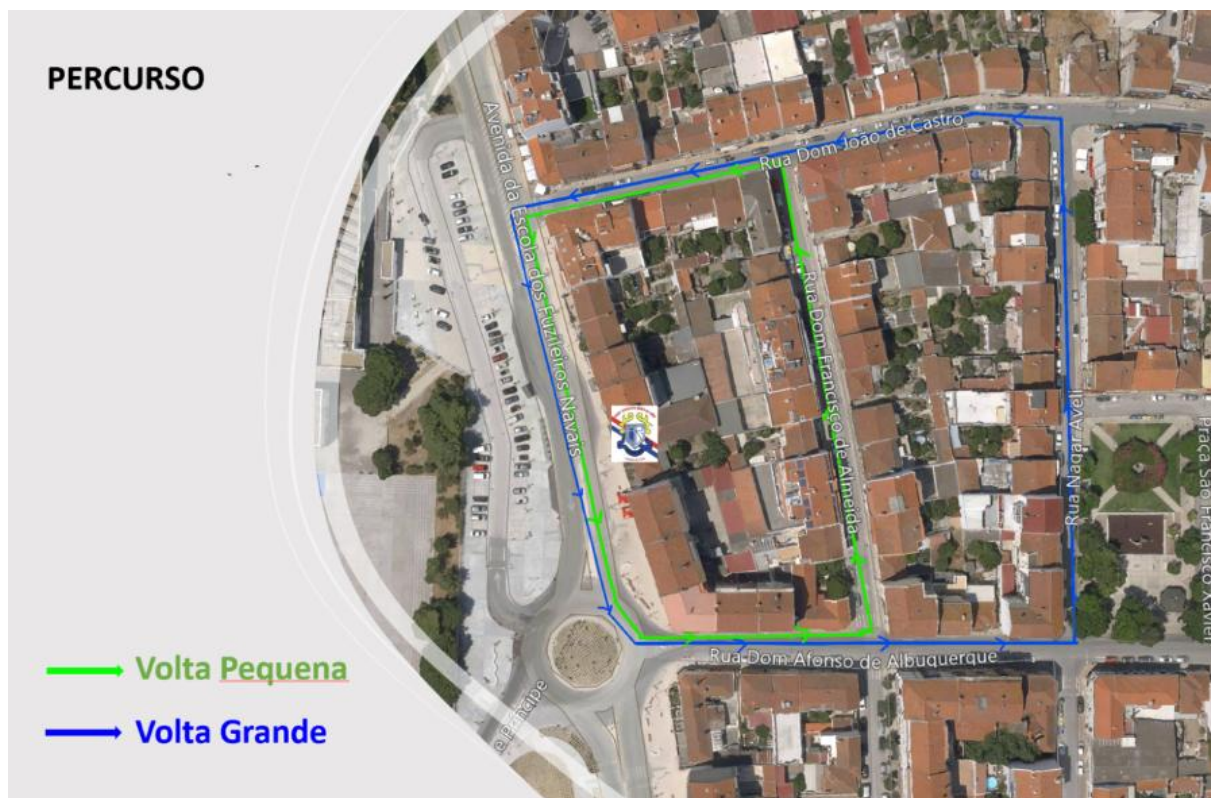 PERCURSO
Avenida da Escola dos Fuzileiros Navais
Rua Dom João de Castro
Rua Dom Francisco de Almeida
Rua Nagar Aveli
Praça São Francisco Xavier
Rua Dom Afonso de Albuquerque
e Príncipe
Volta Pequena
Volta Grande